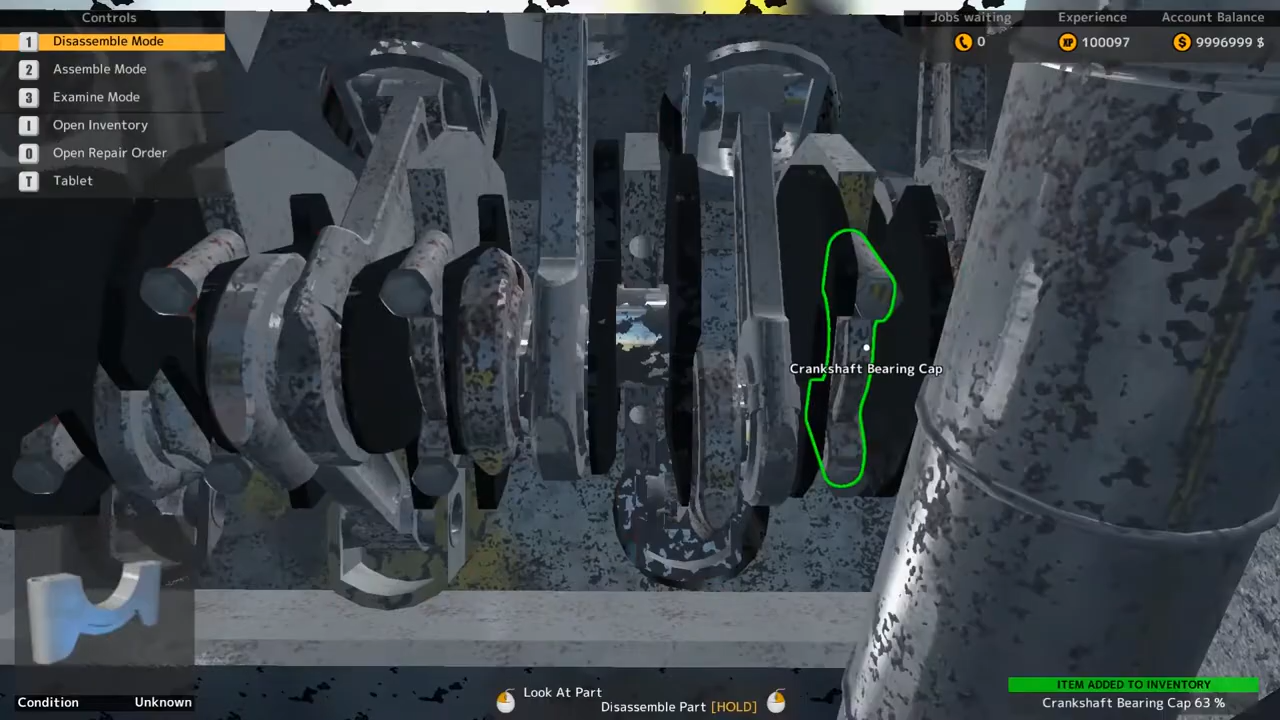 Controls
1 Disassemble Mode
2 Assemble Mode
3 Examine Mode
I Open Inventory
O Open Repair Order
T Tablet
Jobs waiting Experience Account Balance
0 XP 100097 $ 9996999 $
Crankshaft Bearing Cap
Condition Unknown
Look At Part
Disassemble Part [HOLD]
ITEM ADDED TO INVENTORY
Crankshaft Bearing Cap 63 %